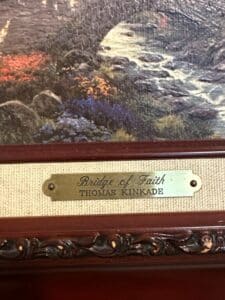 Bridge of Faith
THOMAS KINKADE